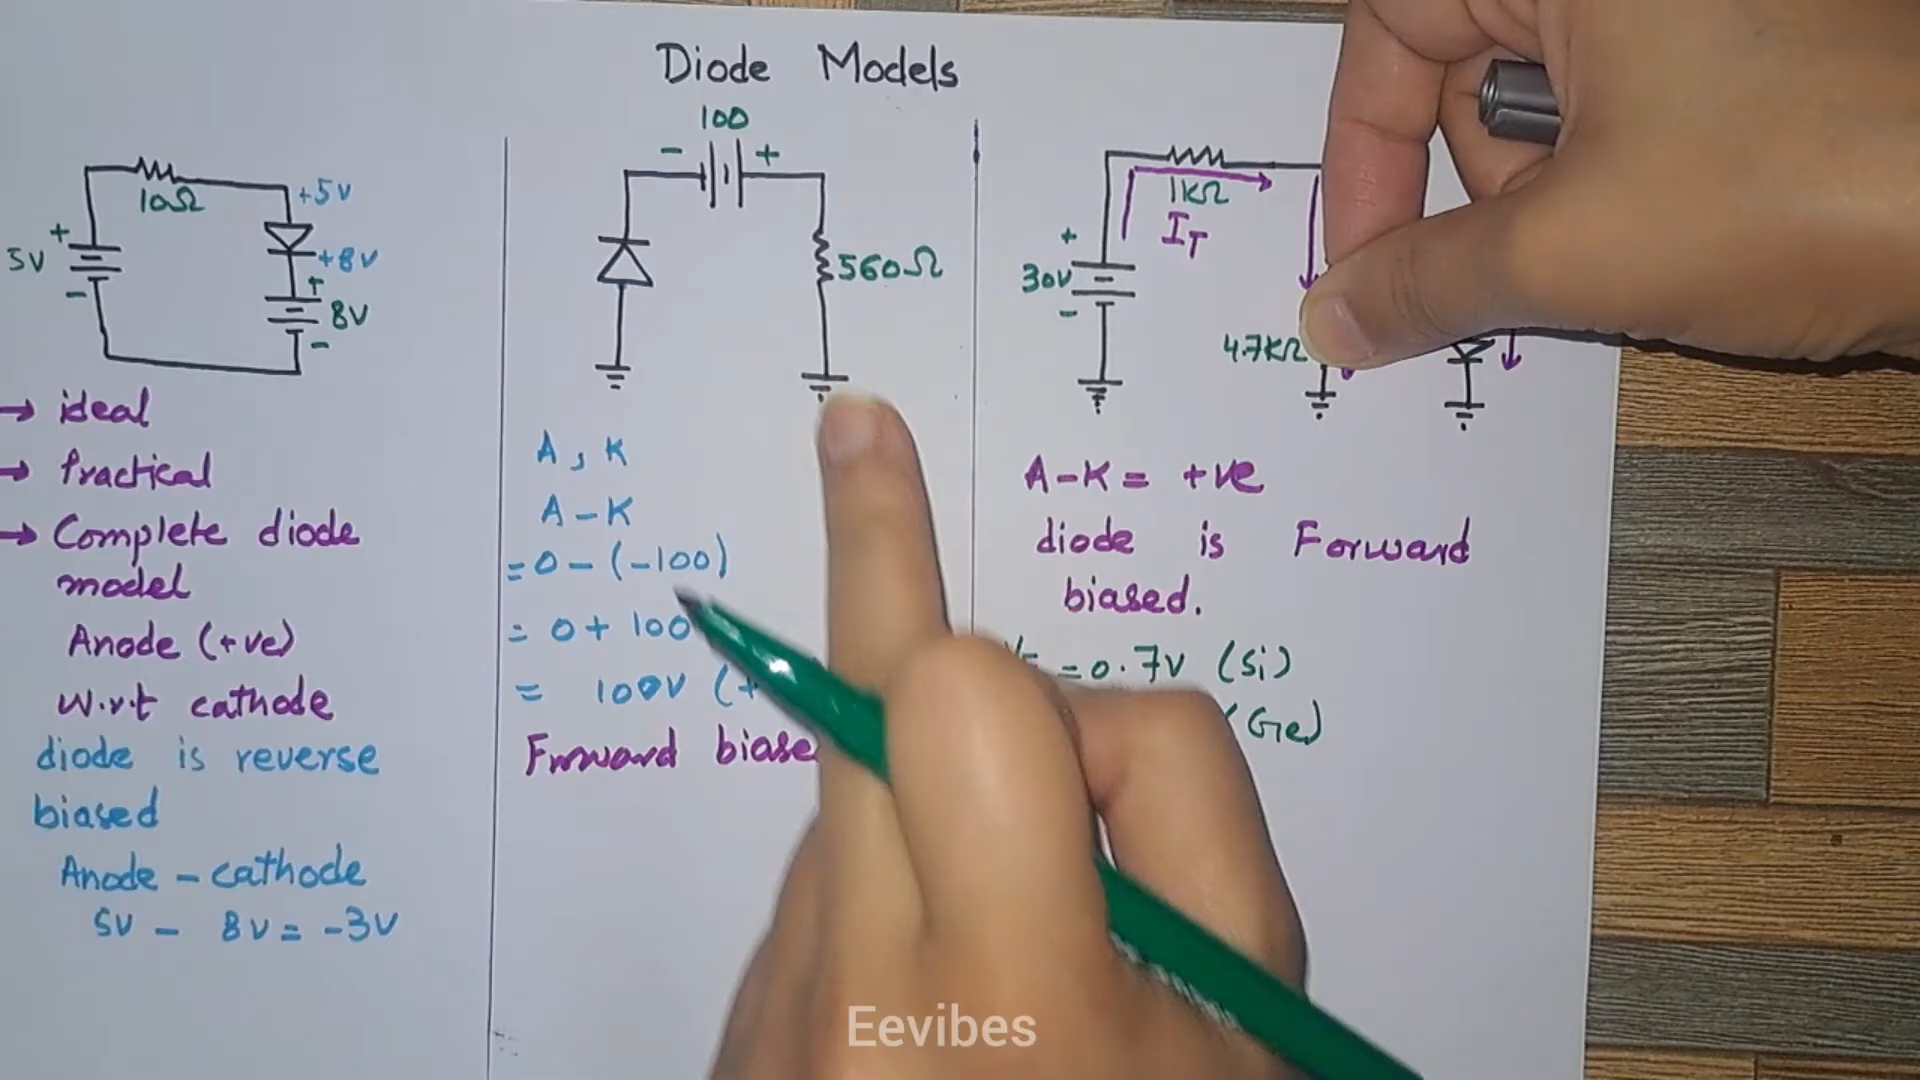 Diode Models
10Ω
+5V
+8V
5V
+
-
+
8V
-
→ ideal
→ Practical
→ Complete diode
model
Anode (+ve)
w.r.t cathode
diode is reverse
biased
Anode - cathode
5V - 8V = -3V
100
- +
560Ω
A, K
A - K
= 0 - (-100)
= 0 + 100
= 100V (+
Forward biase
1KΩ
IT
+
30V
-
4.7KΩ
A - K = +ve
diode is Forward
biased.
= 0.7V (Si)
(Ge)
Eevibes